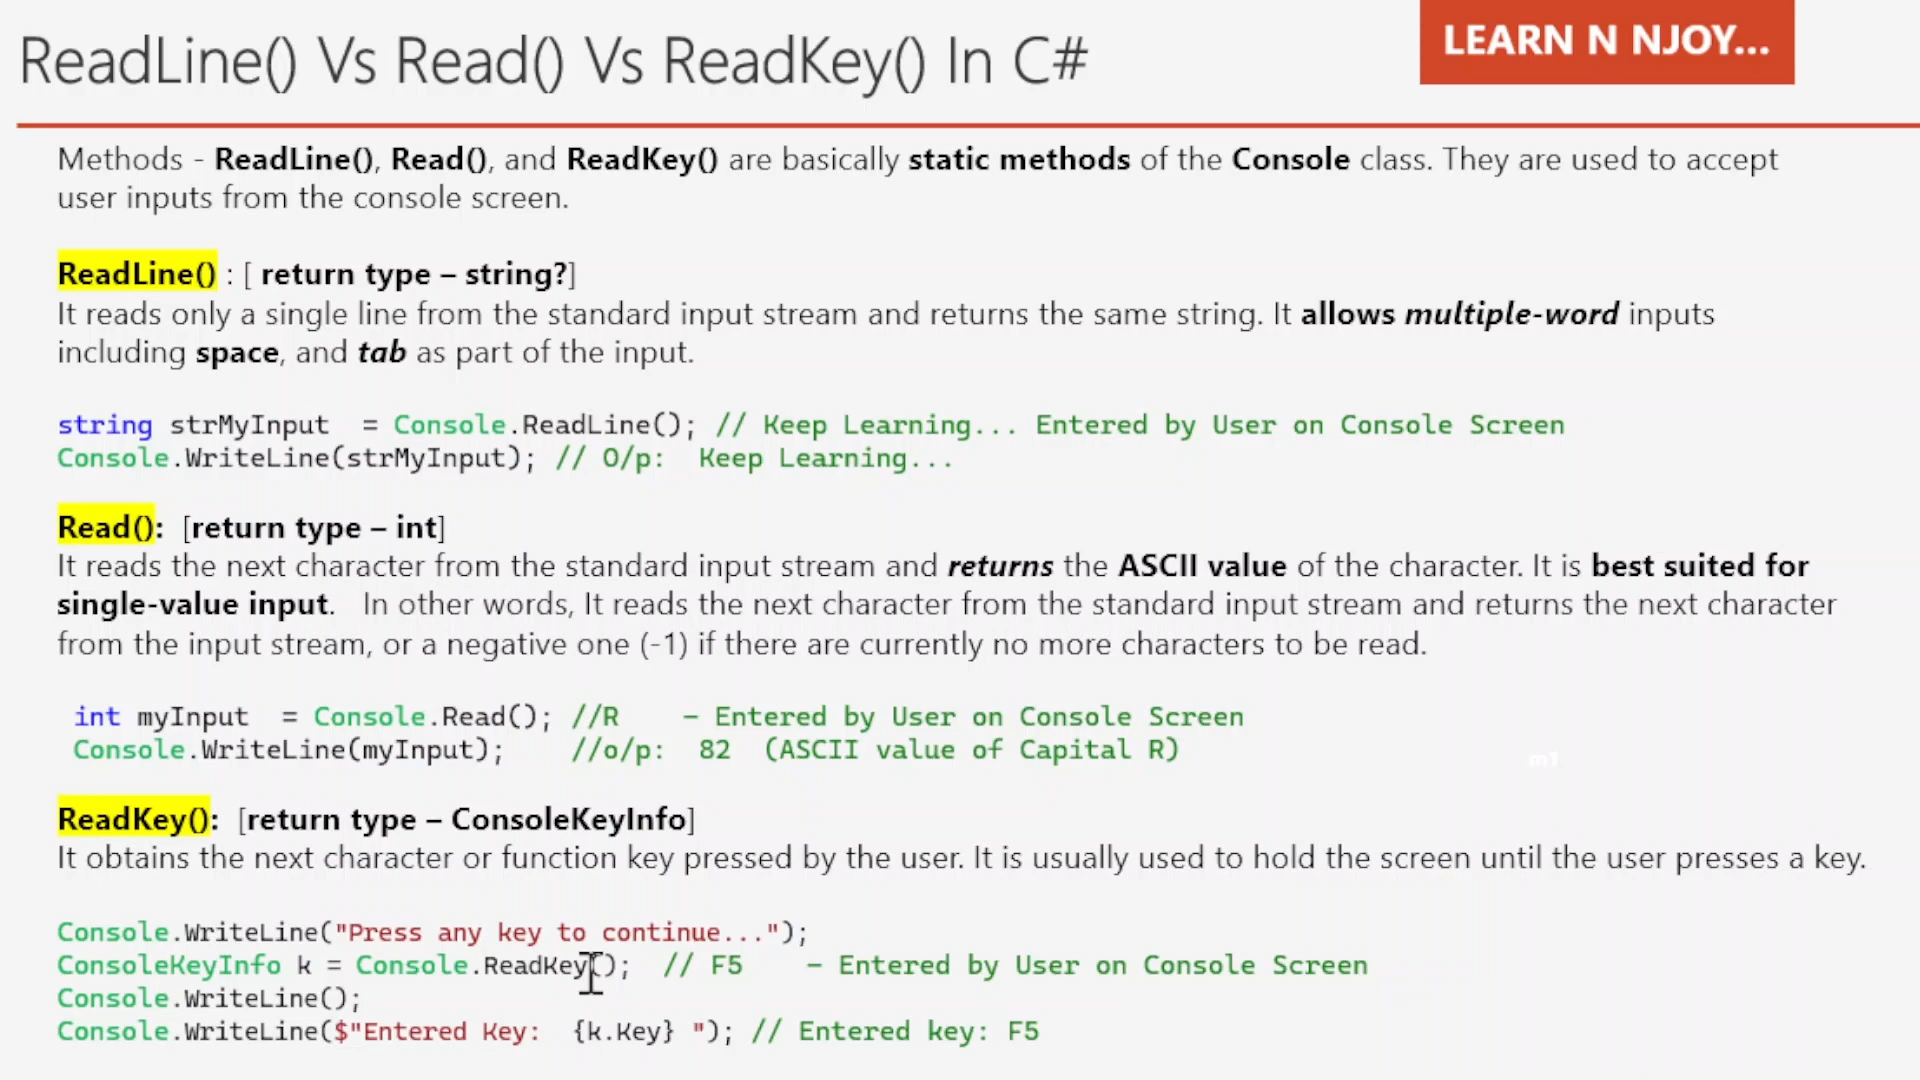 ReadLine() Vs Read() Vs ReadKey() In C#
LEARN N NJOY...
Methods - ReadLine(), Read(), and ReadKey() are basically static methods of the Console class. They are used to accept
user inputs from the console screen.
ReadLine() : [ return type – string?]
It reads only a single line from the standard input stream and returns the same string. It allows multiple-word inputs
including space, and tab as part of the input.
string strMyInput  = Console.ReadLine(); // Keep Learning... Entered by User on Console Screen
Console.WriteLine(strMyInput); // O/p:  Keep Learning...
Read():  [return type – int]
It reads the next character from the standard input stream and returns the ASCII value of the character. It is best suited for
single-value input.   In other words, It reads the next character from the standard input stream and returns the next character
from the input stream, or a negative one (-1) if there are currently no more characters to be read.
int myInput  = Console.Read(); //R    – Entered by User on Console Screen
Console.WriteLine(myInput);    //o/p:  82  (ASCII value of Capital R)
m1
ReadKey():  [return type – ConsoleKeyInfo]
It obtains the next character or function key pressed by the user. It is usually used to hold the screen until the user presses a key.
Console.WriteLine("Press any key to continue...");
ConsoleKeyInfo k = Console.ReadKey();  // F5    – Entered by User on Console Screen
Console.WriteLine();
Console.WriteLine($"Entered Key:  {k.Key} "); // Entered key: F5